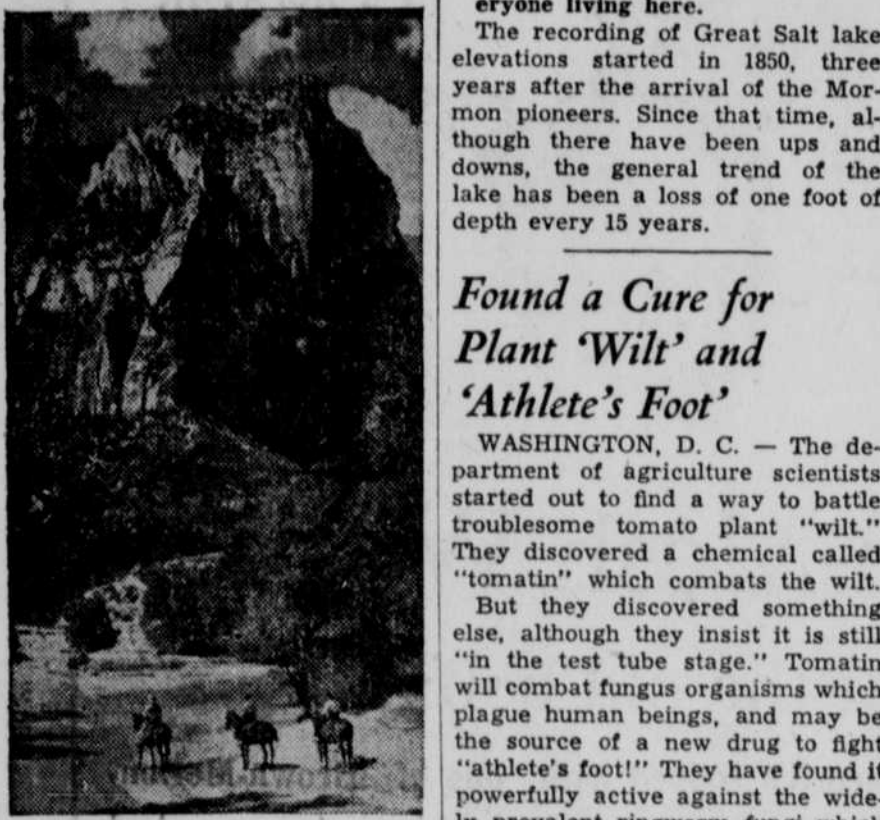 eryone living here.
The recording of Great Salt lake
elevations started in 1850, three
years after the arrival of the Mor-
mon pioneers. Since that time, al-
though there have been ups and
downs, the general trend of the
lake has been a loss of one foot of
depth every 15 years.
Found a Cure for
Plant 'Wilt' and
'Athlete's Foot'
WASHINGTON, D. C. — The de-
partment of agriculture scientists
started out to find a way to battle
troublesome tomato plant "wilt."
They discovered a chemical called
"tomatin" which combats the wilt.
But they discovered something
else, although they insist it is still
"in the test tube stage." Tomatin
will combat fungus organisms which
plague human beings, and may be
the source of a new drug to fight
"athlete's foot!" They have found it
powerfully active against the wide-